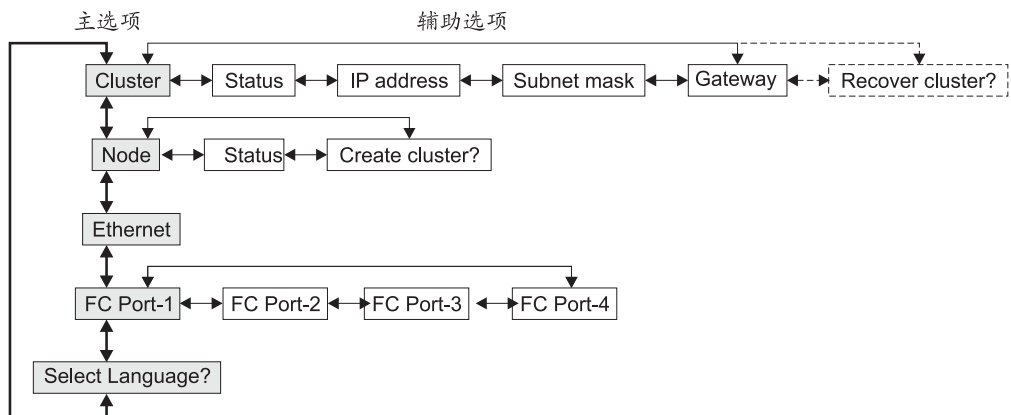 主选项 辅助选项
Cluster Status IP address Subnet mask Gateway Recover cluster?
Node Status Create cluster?
Ethernet
FC Port-1 FC Port-2 FC Port-3 FC Port-4
Select Language?